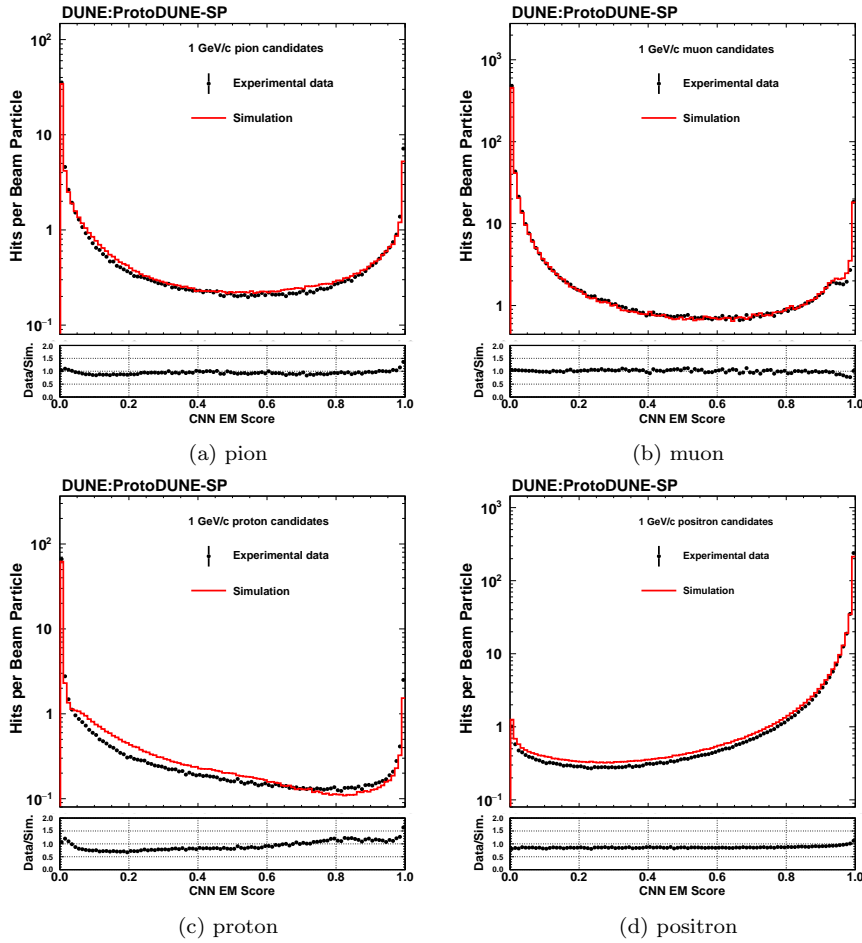 DUNE:ProtoDUNE-SP
10²
1 GeV/c pion candidates
Experimental data
Simulation
10
1
10⁻¹
Hits per Beam Particle
2.0
1.5
1.0
0.5
0.0
Data/Sim.
0.0 0.2 0.4 0.6 0.8 1.0
CNN EM Score
(a) pion
DUNE:ProtoDUNE-SP
10³
1 GeV/c muon candidates
Experimental data
Simulation
10²
10
1
Hits per Beam Particle
2.0
1.5
1.0
0.5
0.0
Data/Sim.
0.0 0.2 0.4 0.6 0.8 1.0
CNN EM Score
(b) muon
DUNE:ProtoDUNE-SP
1 GeV/c proton candidates
10²
Experimental data
Simulation
10
1
10⁻¹
Hits per Beam Particle
2.0
1.5
1.0
0.5
0.0
Data/Sim.
0.0 0.2 0.4 0.6 0.8 1.0
CNN EM Score
(c) proton
DUNE:ProtoDUNE-SP
10³
1 GeV/c positron candidates
Experimental data
Simulation
10²
10
1
10⁻¹
Hits per Beam Particle
2.0
1.5
1.0
0.5
0.0
Data/Sim.
0.0 0.2 0.4 0.6 0.8 1.0
CNN EM Score
(d) positron